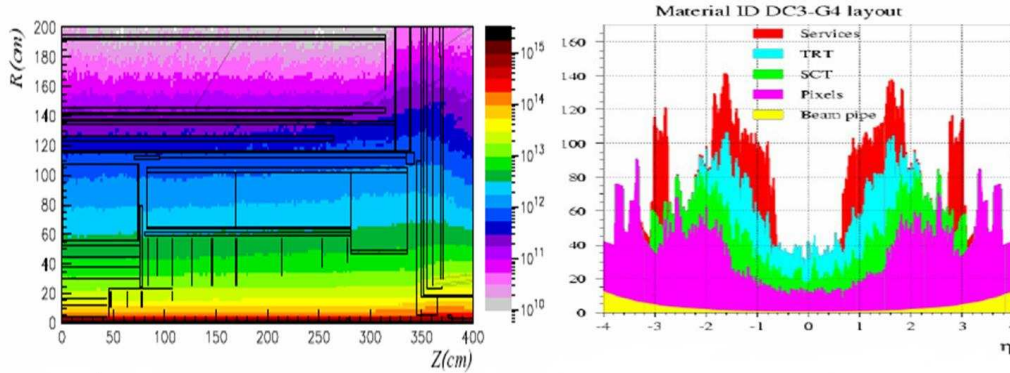 R(cm)
200
180
160
140
120
100
80
60
40
20
0
0 50 100 150 200 250 300 350 400
Z(cm)
10^15
10^14
10^13
10^12
10^11
10^10
Material ID DC3-G4 layout
Services
TRT
SCT
Pixels
Beam pipe
160
140
120
100
80
60
40
20
0
-4 -3 -2 -1 0 1 2 3 4
η